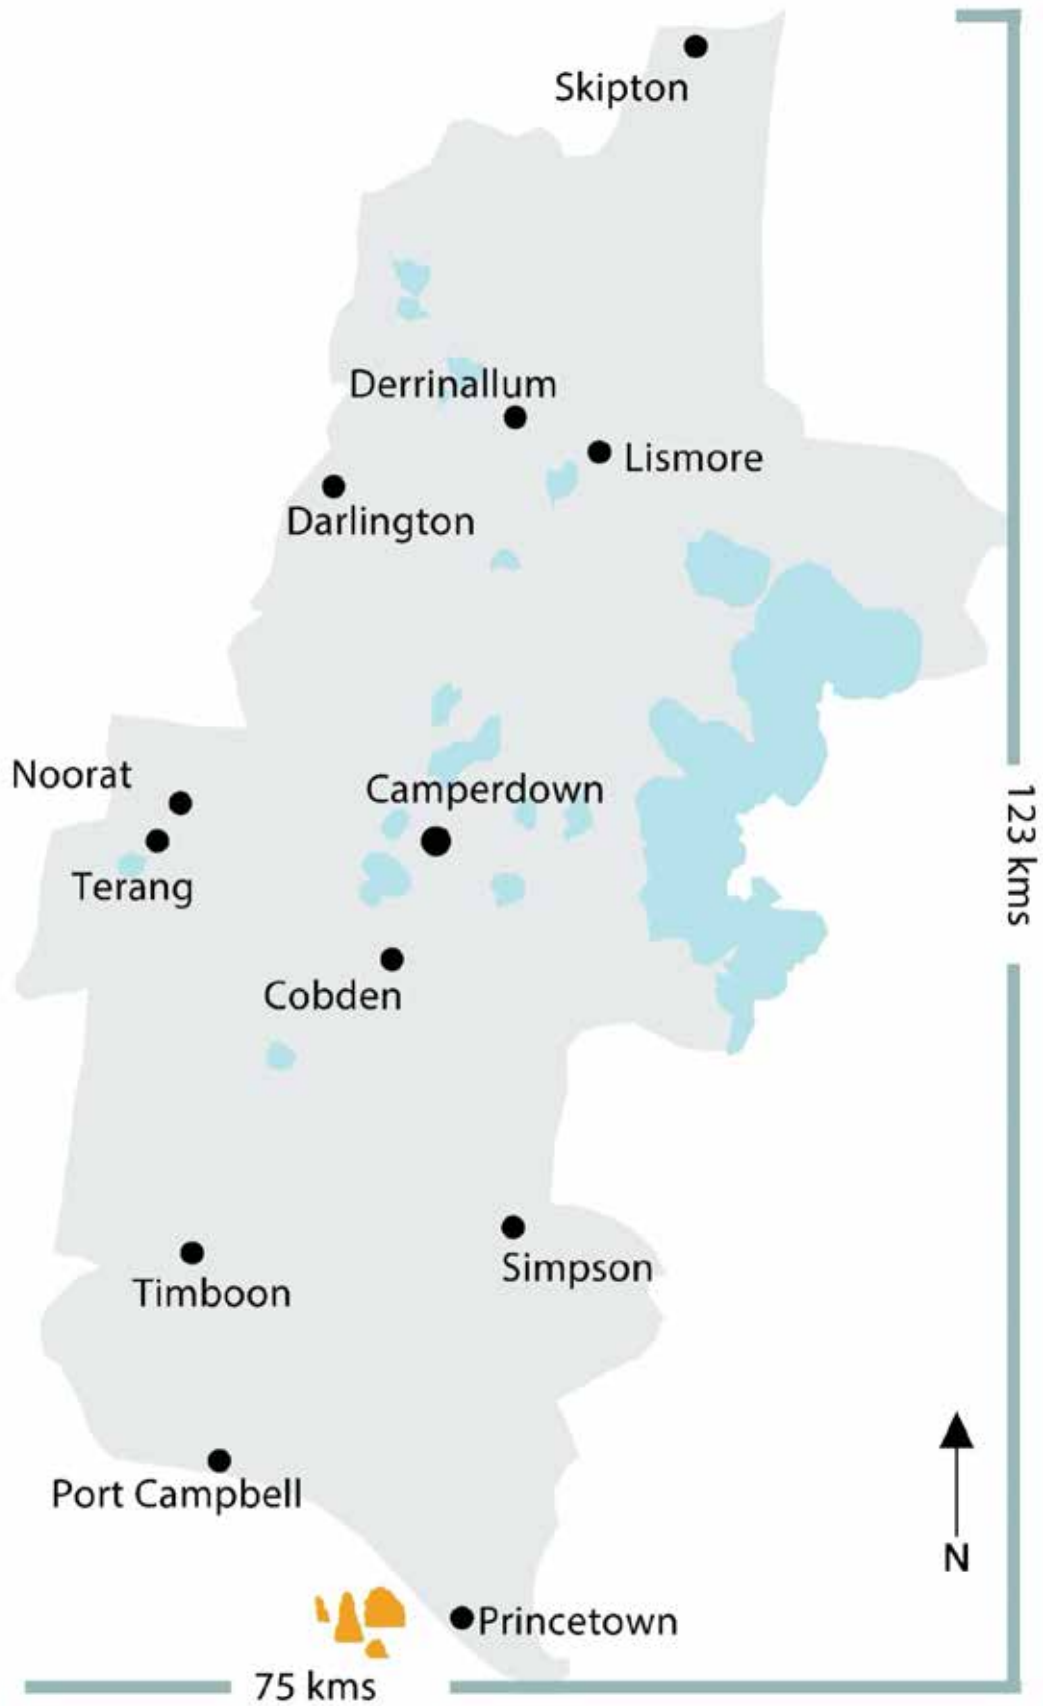 Skipton
Derrinallum
Lismore
Darlington
Noorat
Camperdown
123 kms
Terang
Cobden
Simpson
Timboon
Port Campbell
N
Princetown
75 kms